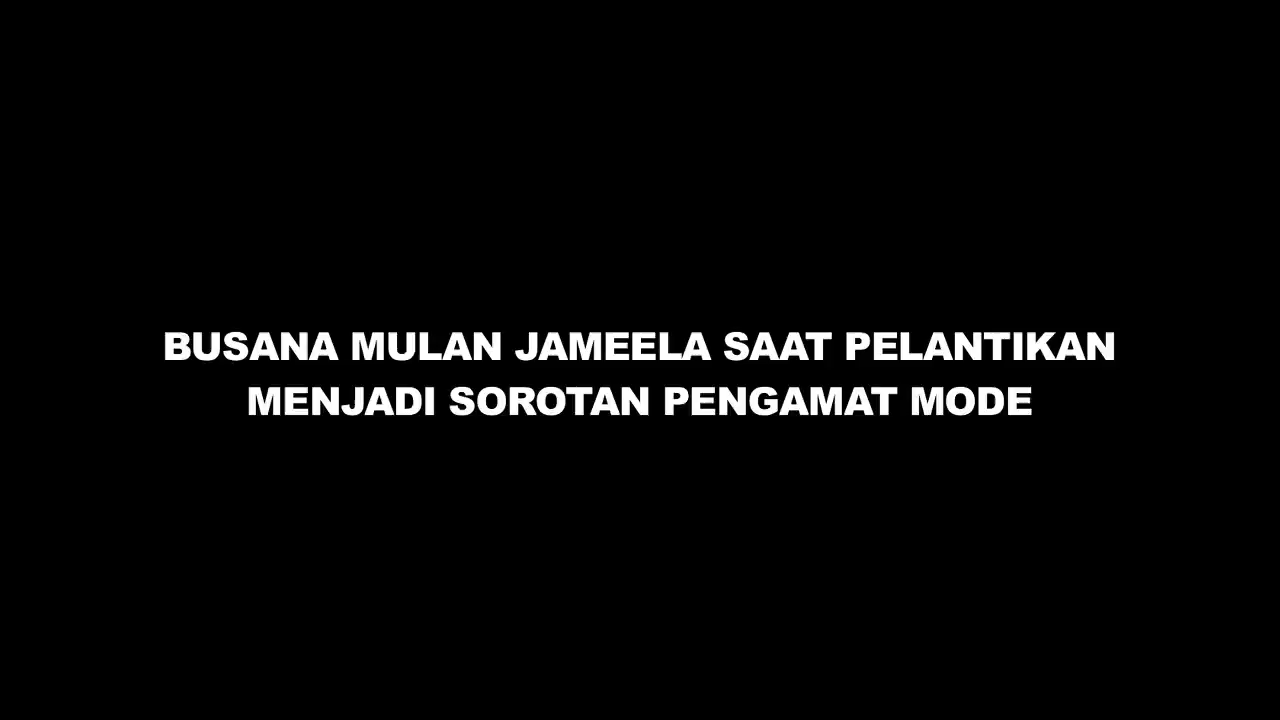 BUSANA MULAN JAMEELA SAAT PELANTIKAN
MENJADI SOROTAN PENGAMAT MODE